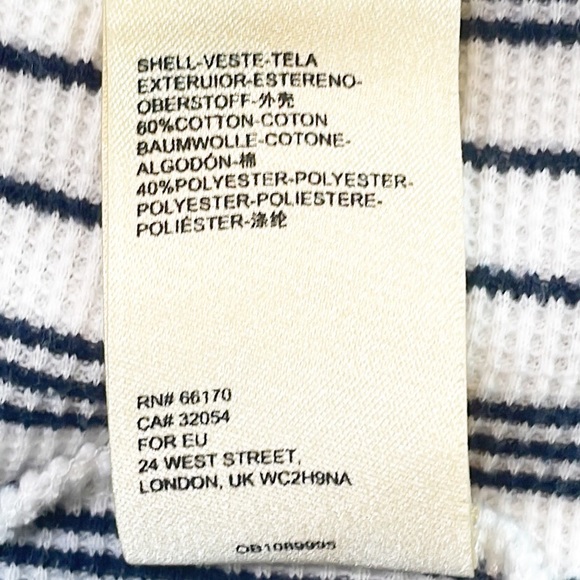 SHELL-VESTE-TELA
EXTERUIOR-ESTERENO-
OBERSTOFF-外壳
60%COTTON-COTON
BAUMWOLLE-COTONE-
ALGODÓN-棉
40%POLYESTER-POLYESTER-
POLYESTER-POLIESTERE-
POLIÉSTER-涤纶
RN# 66170
CA# 32054
FOR EU
24 WEST STREET,
LONDON, UK WC2H9NA
OB1089995